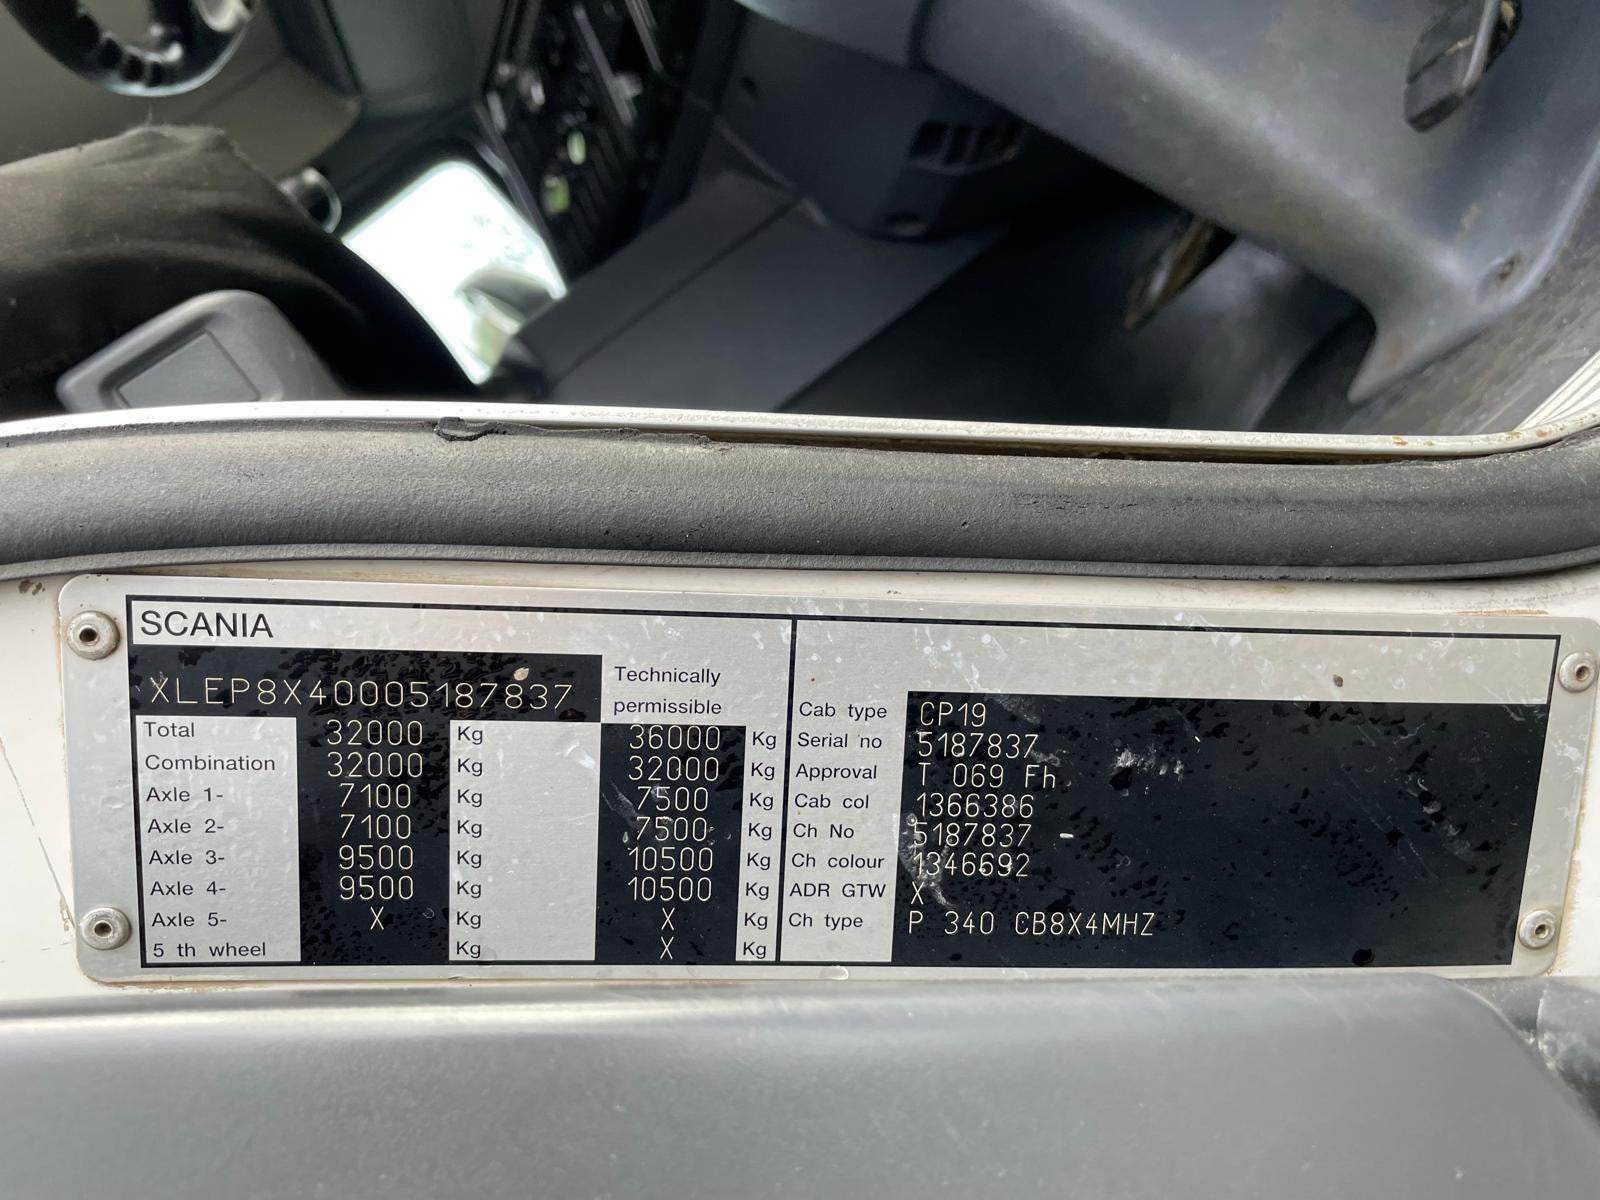 SCANIA
XLEP8X40005187837
Technically
permissible
Total 32000 Kg 36000 Kg
Combination 32000 Kg 32000 Kg
Axle 1- 7100 Kg 7500 Kg
Axle 2- 7100 Kg 7500 Kg
Axle 3- 9500 Kg 10500 Kg
Axle 4- 9500 Kg 10500 Kg
Axle 5- X Kg X Kg
5 th wheel Kg X Kg
Cab type CP19
Serial no 5187837
Approval T 069 Fh
Cab col 1366386
Ch No 5187837 -
Ch colour 1346692
ADR GTW X
Ch type P 340 CB8X4MHZ